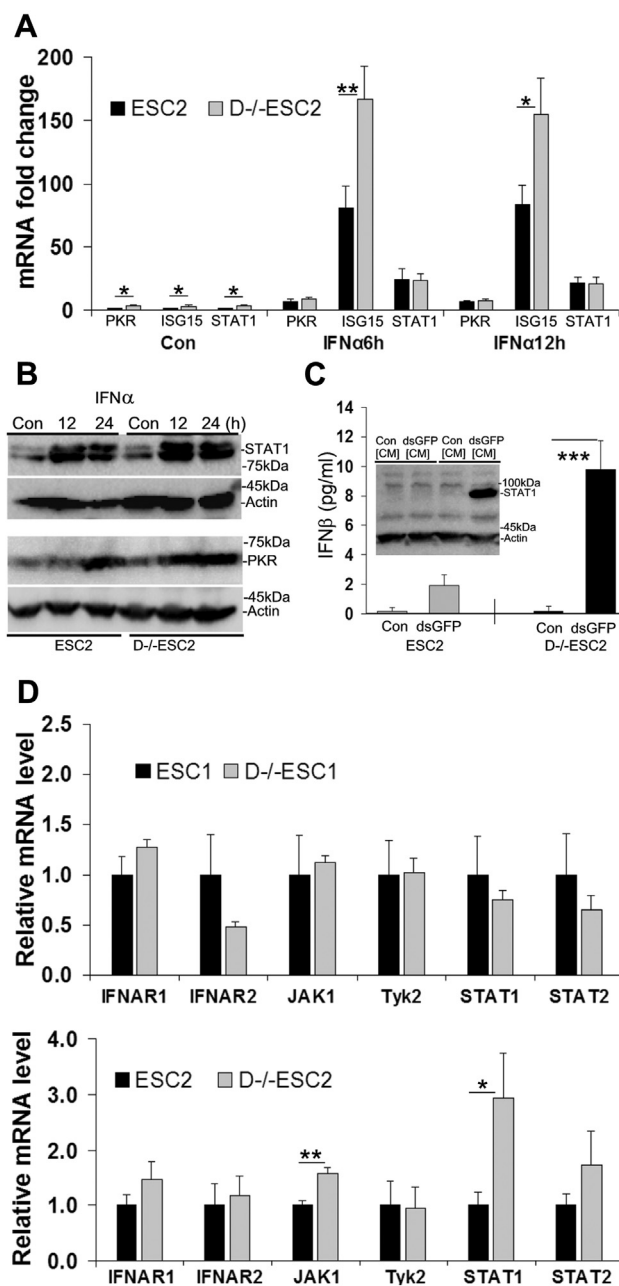 A
mRNA fold change
200
150
100
50
0
ESC2 D-/-ESC2
** *
* * *
PKR ISG15 STAT1 PKR ISG15 STAT1 PKR ISG15 STAT1
Con IFNα6h IFNα12h
B
IFNα
Con 12 24 Con 12 24 (h)
-STAT1
-75kDa
-45kDa
-Actin
-75kDa
-PKR
-45kDa
-Actin
ESC2 D-/-ESC2
C
IFNβ (pg/ml)
14
12
10
8
6
4
2
0
Con dsGFP Con dsGFP
[CM] [CM] [CM] [CM]
-100kDa
-STAT1
-45kDa
-Actin
***
Con dsGFP Con dsGFP
ESC2 D-/-ESC2
D
Relative mRNA level
2.5
2.0
1.5
1.0
0.5
0.0
ESC1 D-/-ESC1
IFNAR1 IFNAR2 JAK1 Tyk2 STAT1 STAT2
Relative mRNA level
4.0
3.0
2.0
1.0
0.0
ESC2 D-/-ESC2
** *
IFNAR1 IFNAR2 JAK1 Tyk2 STAT1 STAT2